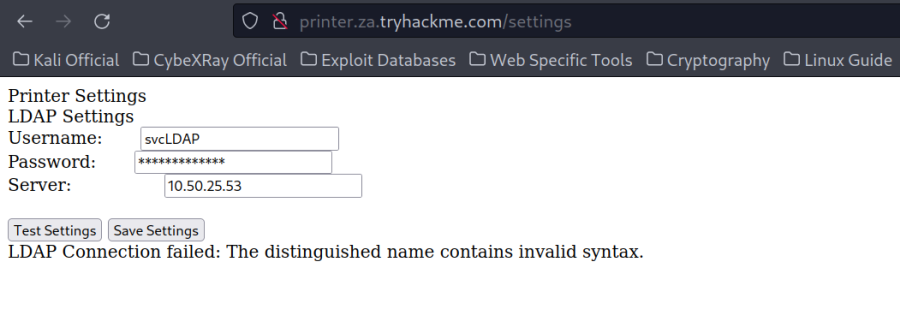 printer.za.tryhackme.com/settings
Kali Official CybeXRay Official Exploit Databases Web Specific Tools Cryptography Linux Guide
Printer Settings
LDAP Settings
Username: svcLDAP
Password: *************
Server: 10.50.25.53
Test Settings Save Settings
LDAP Connection failed: The distinguished name contains invalid syntax.